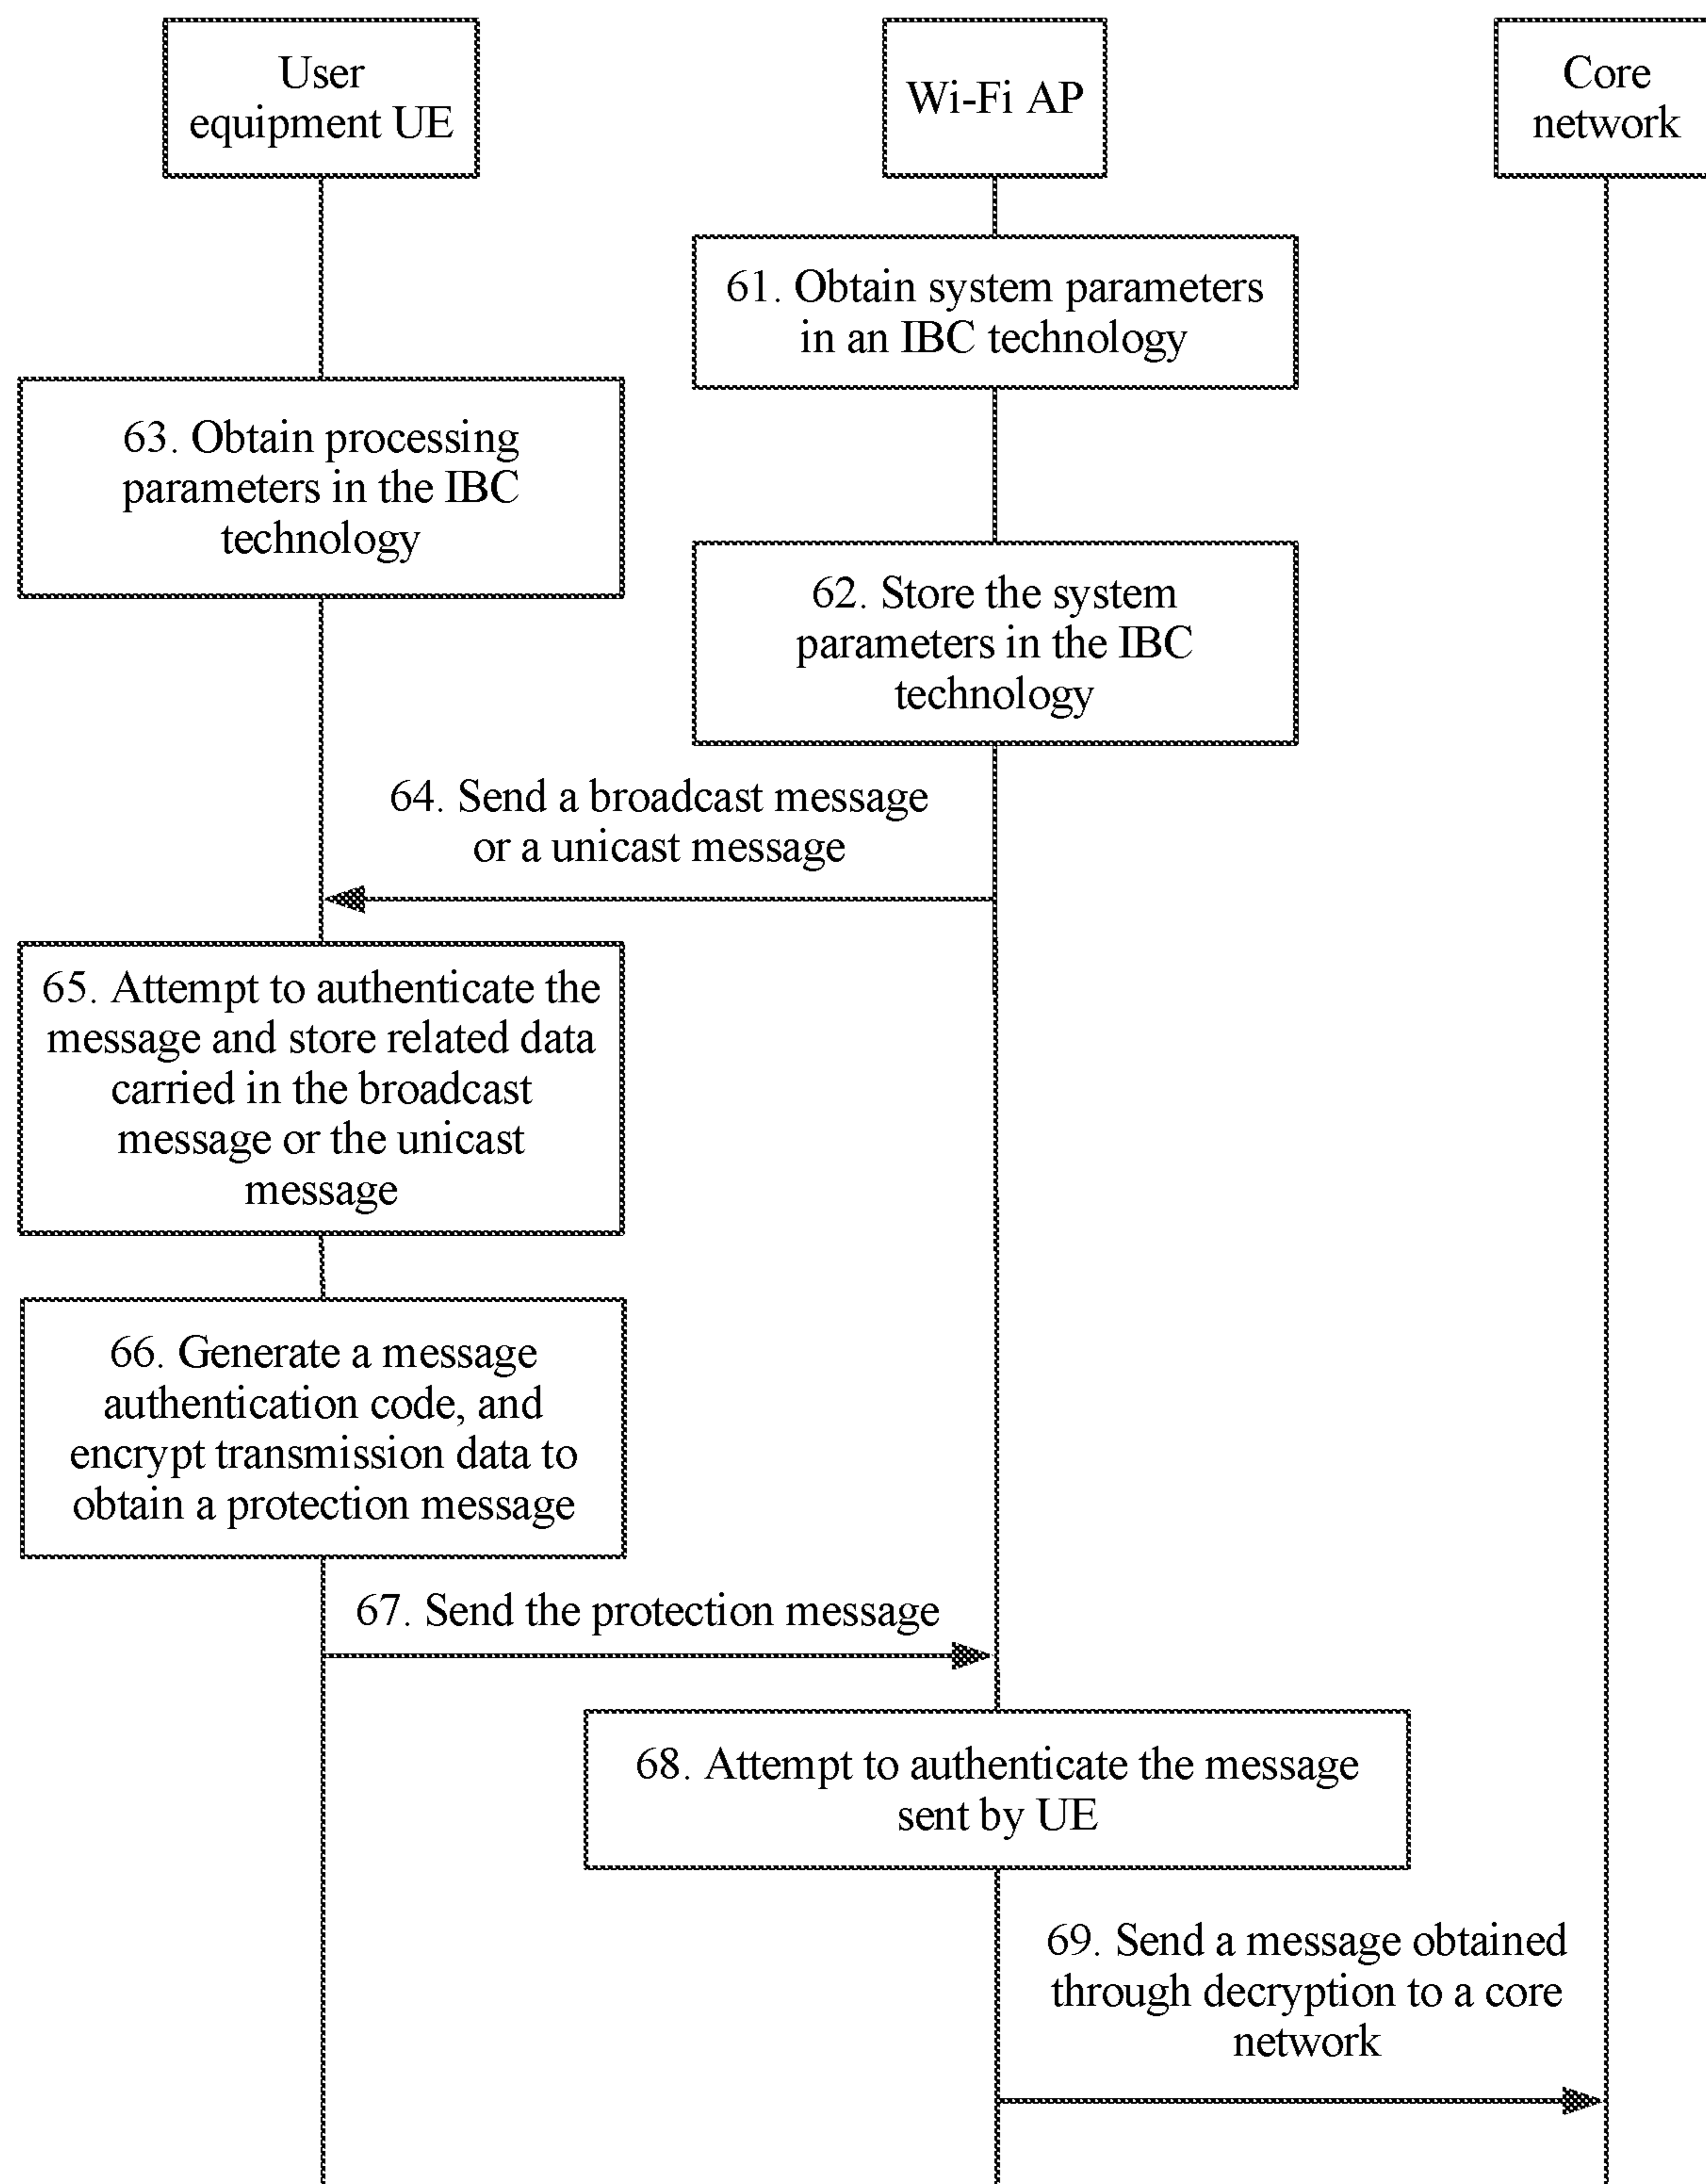 User
equipment UE
Wi-Fi AP
Core
network
61. Obtain system parameters
in an IBC technology
63. Obtain processing
parameters in the IBC
technology
62. Store the system
parameters in the IBC
technology
64. Send a broadcast message
or a unicast message
65. Attempt to authenticate the
message and store related data
carried in the broadcast
message or the unicast
message
66. Generate a message
authentication code, and
encrypt transmission data to
obtain a protection message
67. Send the protection message
68. Attempt to authenticate the message
sent by UE
69. Send a message obtained
through decryption to a core
network